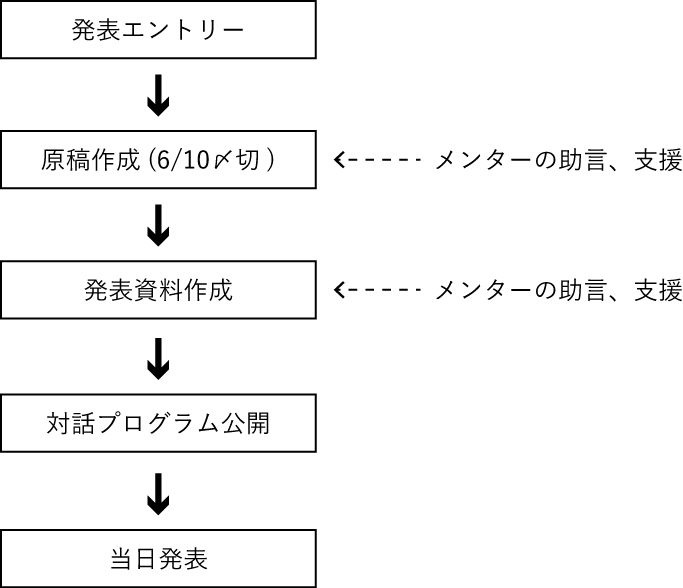 発表エントリー
原稿作成 (6/10〆切 )
メンターの助言、支援
発表資料作成
メンターの助言、支援
対話プログラム公開
当日発表